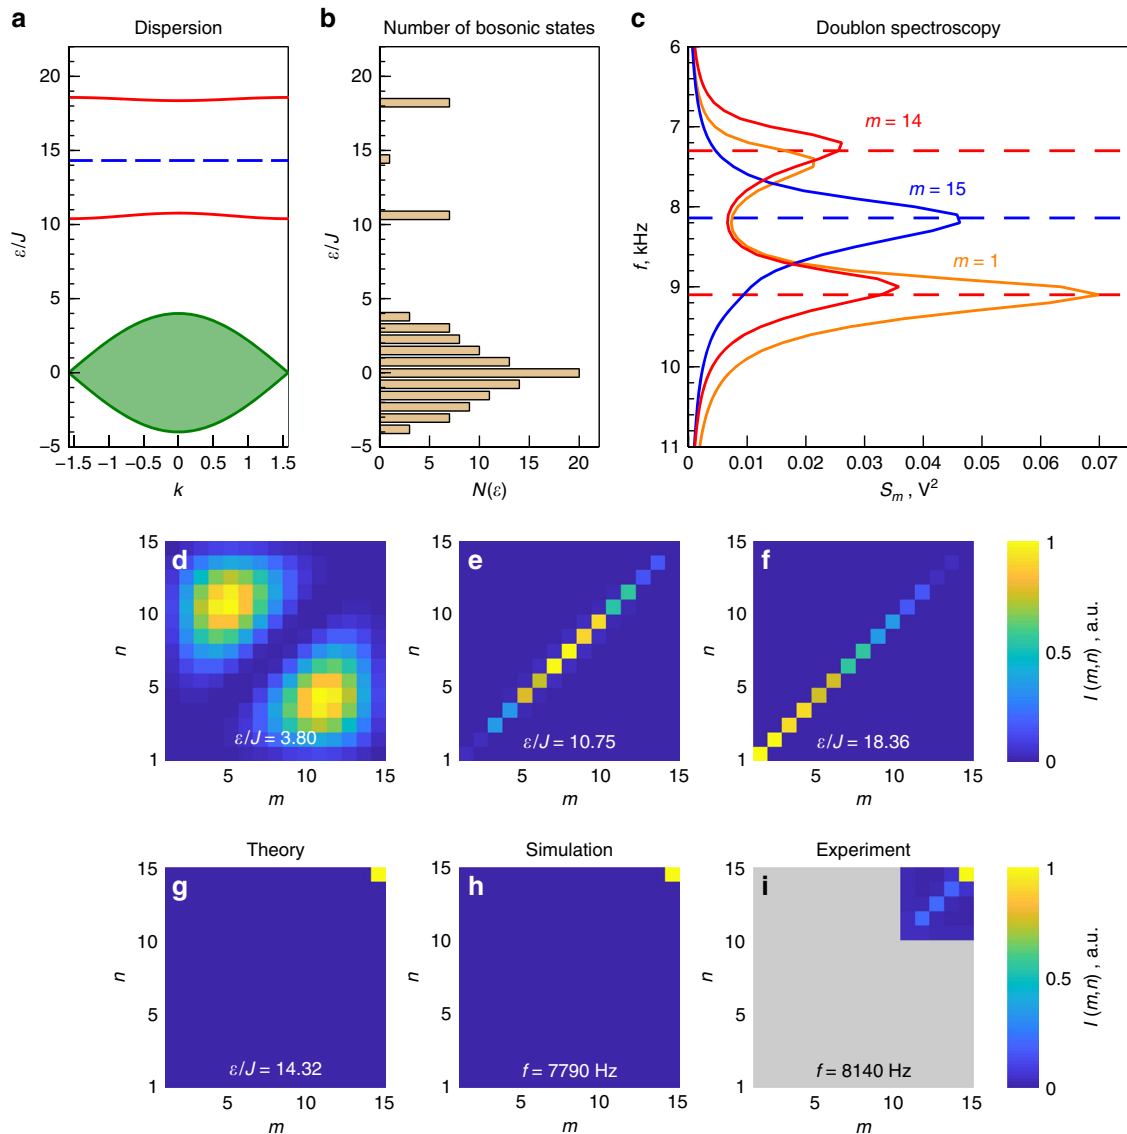 a
Dispersion
ε/J
20
15
10
5
0
−5
−1.5
−1
−0.5
0
0.5
1
1.5
k
b
Number of bosonic states
ε/J
20
15
10
5
0
−5
0
5
10
15
20
N(ε)
c
Doublon spectroscopy
f, kHz
6
7
8
9
10
11
m = 14
m = 15
m = 1
0
0.01
0.02
0.03
0.04
0.05
0.06
0.07
Sₘ , V²
d
n
15
10
5
1
ε/J = 3.80
5
10
15
m
e
n
15
10
5
1
ε/J = 10.75
5
10
15
m
f
n
15
10
5
1
ε/J = 18.36
5
10
15
m
1
0.5
0
I (m,n) , a.u.
Theory
g
n
15
10
5
1
ε/J = 14.32
5
10
15
m
Simulation
h
n
15
10
5
1
f = 7790 Hz
5
10
15
m
Experiment
i
n
15
10
5
1
f = 8140 Hz
5
10
15
m
1
0.5
0
I (m,n) , a.u.